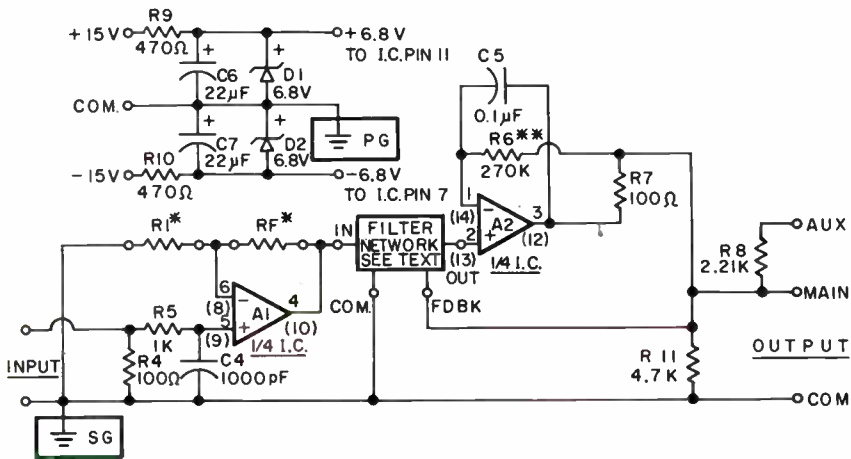 R9
+15V
470Ω
+6.8V
TO I.C. PIN 11
+
C6
22µF
+
D1
6.8V
COM.
+
C7
22µF
+
D2
6.8V
PG
R10
-15V
470Ω
-6.8V
TO I.C. PIN 7
C5
0.1µF
R6**
270K
R7
100Ω
1
(14)
-
A2
3
(12)
2
(13)
+
1/4 I.C.
R1*
RF*
IN
FILTER
NETWORK
SEE TEXT
OUT
COM.
FDBK
6
(8)
-
A1
4
(10)
5
(9)
+
1/4 I.C.
R5
1K
R4
100Ω
C4
1000pF
INPUT
SG
AUX
R8
2.21K
MAIN
OUTPUT
R11
4.7K
COM